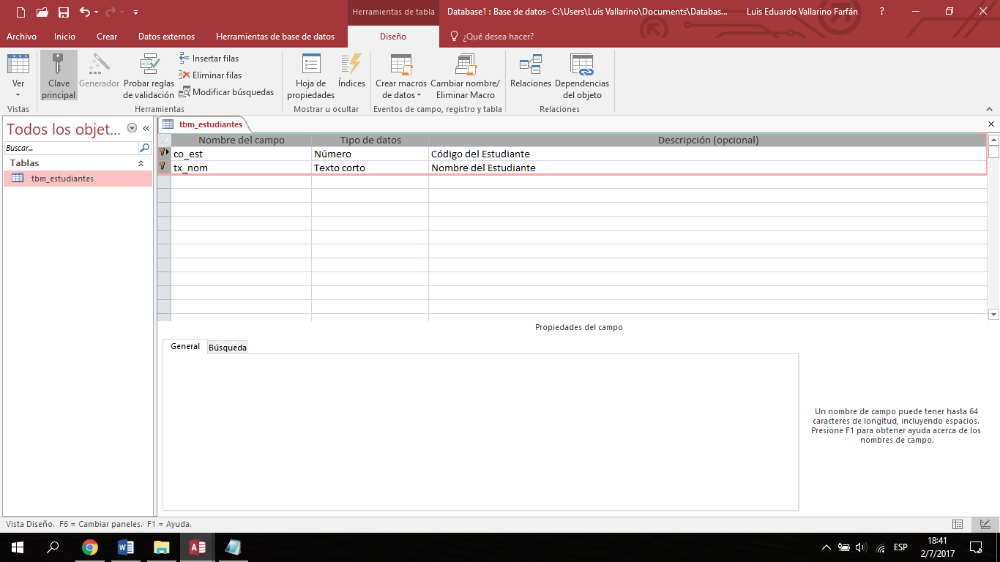 Herramientas de tabla
Database1 : Base de datos- C:\Users\Luis Vallarino\Documents\Databas...
Luis Eduardo Vallarino Farfán
?
Archivo
Inicio
Crear
Datos externos
Herramientas de base de datos
Diseño
¿Qué desea hacer?
Ver
Clave
principal
Generador
Probar reglas
de validación
Insertar filas
Eliminar filas
Modificar búsquedas
Hoja de
propiedades
Índices
Crear macros
de datos
Cambiar nombre/
Eliminar Macro
Relaciones
Dependencias
del objeto
Vistas
Herramientas
Mostrar u ocultar
Eventos de campo, registro y tabla
Relaciones
Todos los objet...
Buscar...
Tablas
tbm_estudiantes
tbm_estudiantes
Nombre del campo
Tipo de datos
Descripción (opcional)
co_est
Número
Código del Estudiante
tx_nom
Texto corto
Nombre del Estudiante
Propiedades del campo
General
Búsqueda
Un nombre de campo puede tener hasta 64
caracteres de longitud, incluyendo espacios.
Presione F1 para obtener ayuda acerca de los
nombres de campo.
Vista Diseño. F6 = Cambiar paneles. F1 = Ayuda.
ESP
18:41
2/7/2017